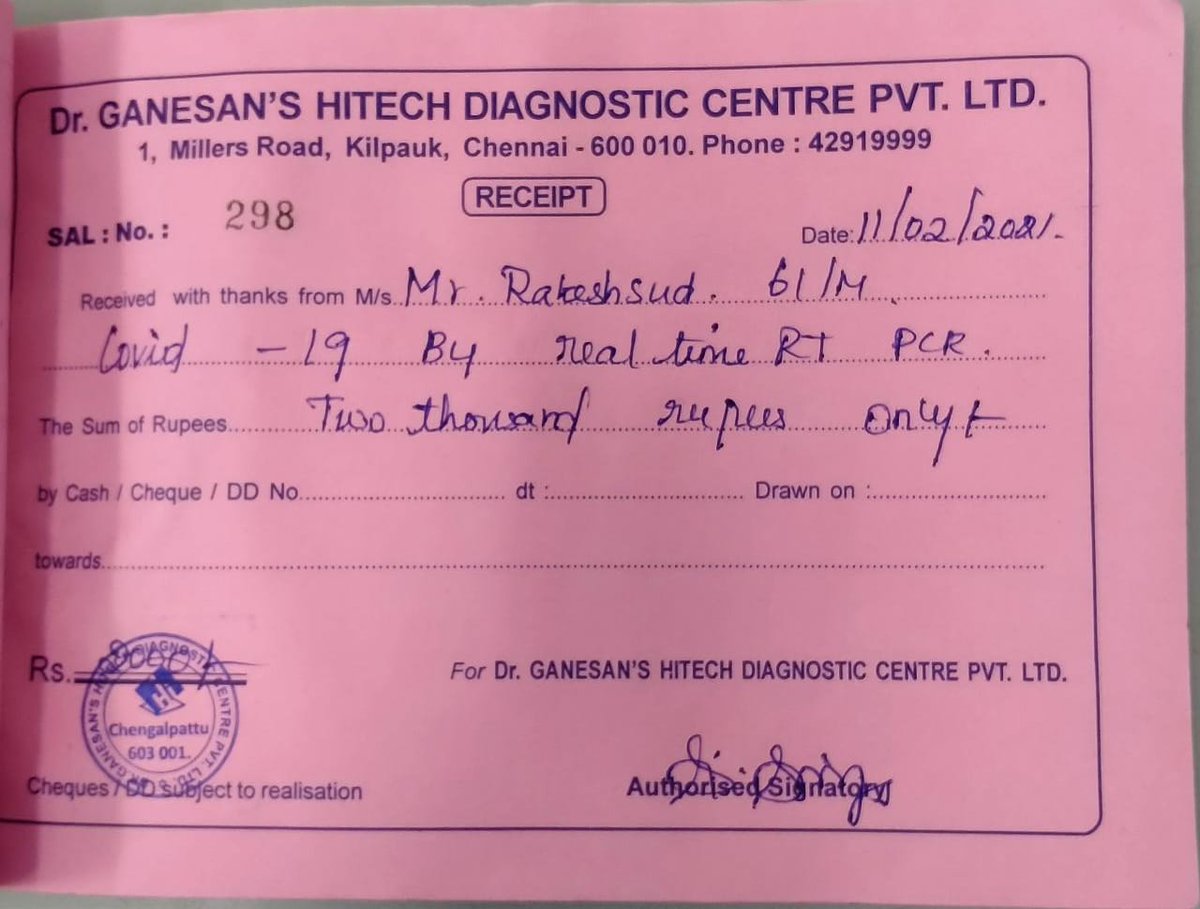 Dr. GANESAN'S HITECH DIAGNOSTIC CENTRE PVT. LTD.
1, Millers Road, Kilpauk, Chennai - 600 010. Phone : 42919999
RECEIPT
SAL : No. : 298
Date: 11/02/2021.
Received with thanks from M/s. Mr. Rakeshsud. 61/M
Covid - 19 By real time RT PCR.
The Sum of Rupees Two thousand rupees only
by Cash / Cheque / DD No. dt : Drawn on :
towards
Rs. 2000/
Chengalpattu
603 001.
For Dr. GANESAN'S HITECH DIAGNOSTIC CENTRE PVT. LTD.
Cheques / DD subject to realisation
Authorised Signatory